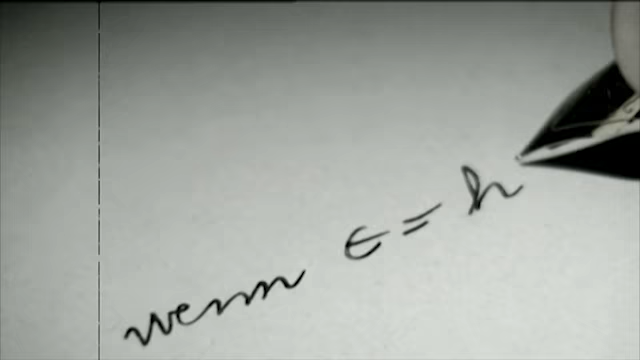 wenn ϵ = h